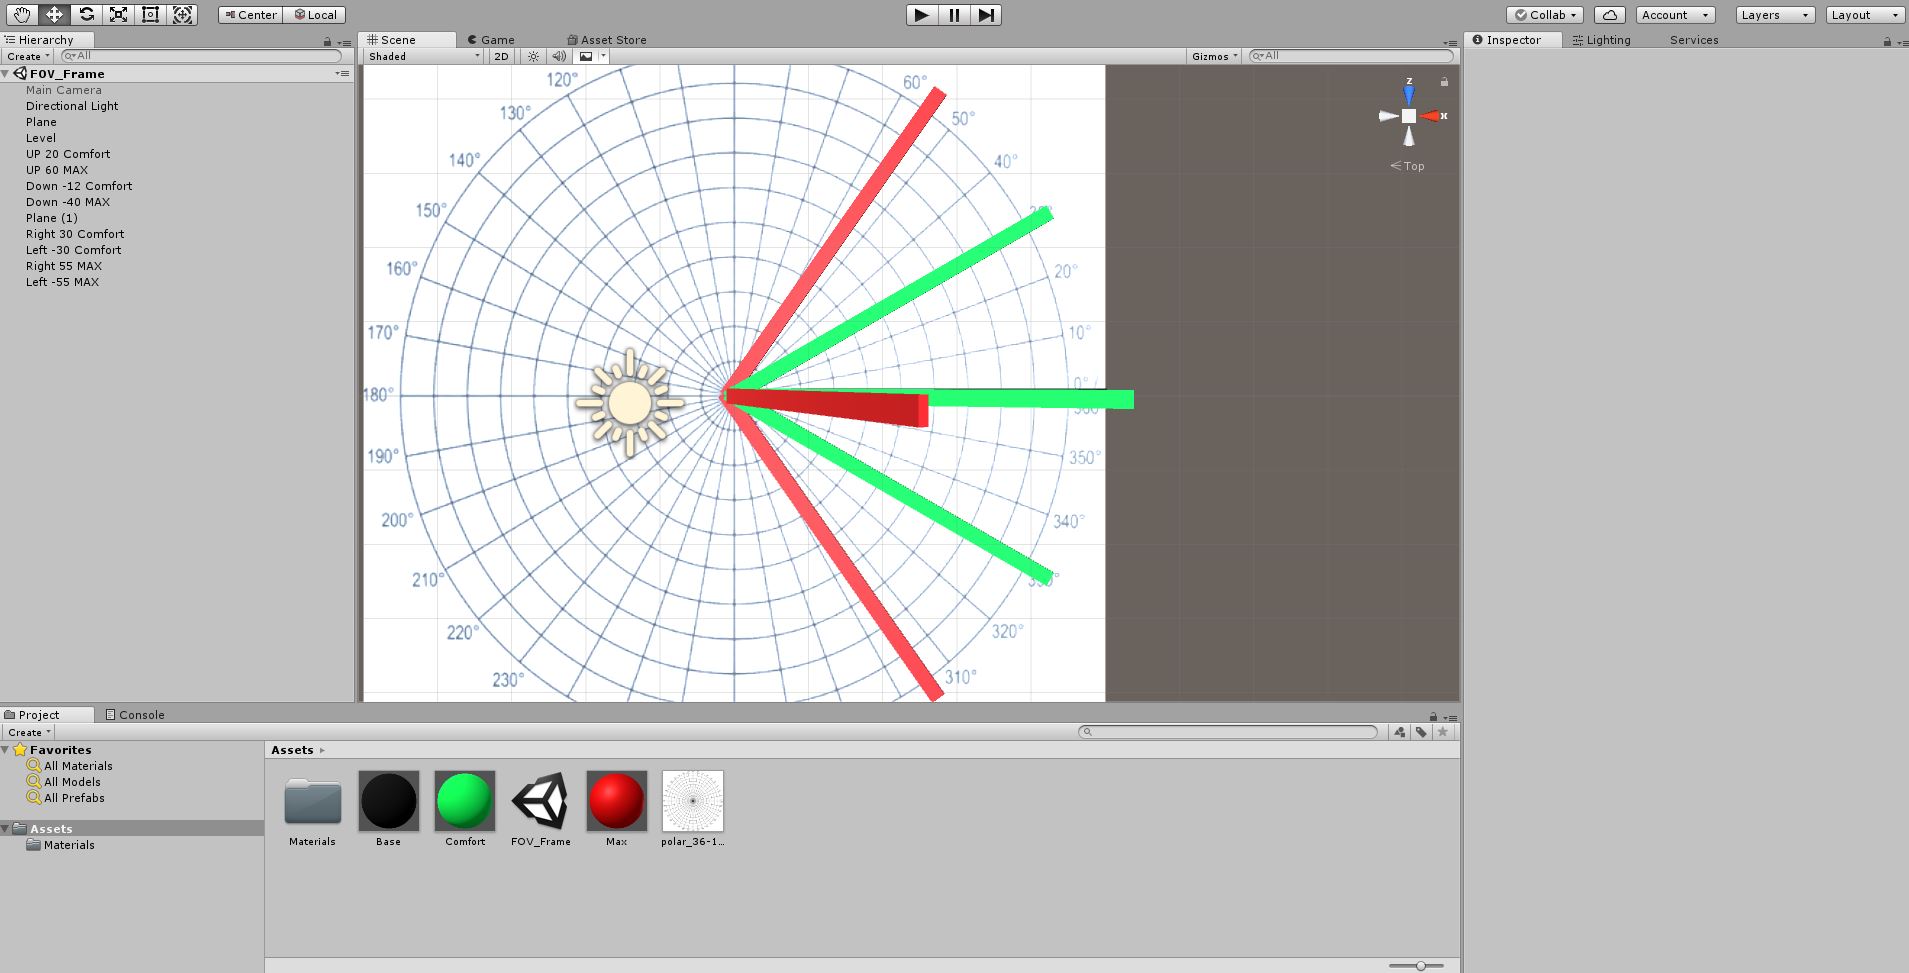 Center Local Collab Account Layers Layout
Hierarchy
Create All
FOV_Frame
Main Camera
Directional Light
Plane
Level
UP 20 Comfort
UP 60 MAX
Down -12 Comfort
Down -40 MAX
Plane (1)
Right 30 Comfort
Left -30 Comfort
Right 55 MAX
Left -55 MAX
Scene Game Asset Store
Shaded 2D Gizmos All
120° 60°
130° 50°
140° 40°
150°
160° 20°
170° 10°
180°
190° 350°
200° 340°
210°
220° 320°
230° 310°
z
x
Top
Inspector Lighting Services
Project Console
Create
Favorites
All Materials
All Models
All Prefabs
Assets
Materials
Assets
Materials Base Comfort FOV_Frame Max polar_36-1...